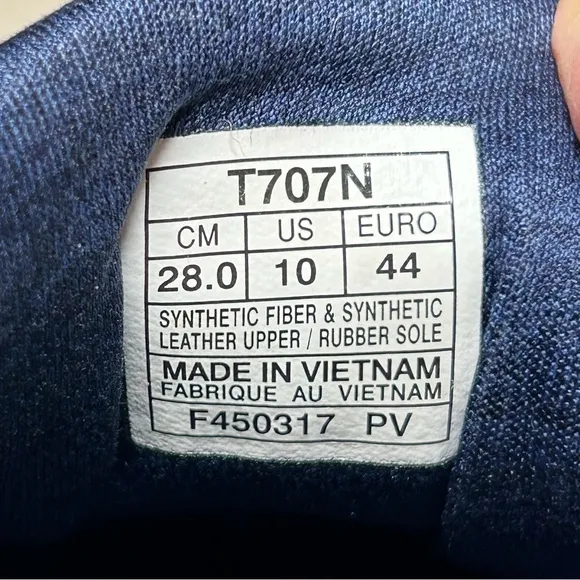 T707N
CM US EURO
28.0 10 44
SYNTHETIC FIBER & SYNTHETIC
LEATHER UPPER / RUBBER SOLE
MADE IN VIETNAM
FABRIQUE AU VIETNAM
F450317 PV